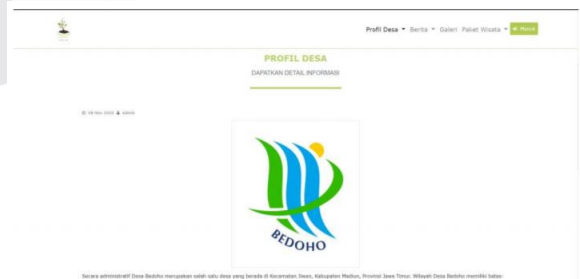 Profil Desa Berita Galeri Paket Wisata Masuk
PROFIL DESA
DAPATKAN DETAIL INFORMASI
admin
BEDOHO
Secara administratif Desa Bedoho merupakan salah satu desa yang berada di Kecamatan Jiwan, Kabupaten Madiun, Provinsi Jawa Timur. Wilayah Desa Bedoho memiliki batas-